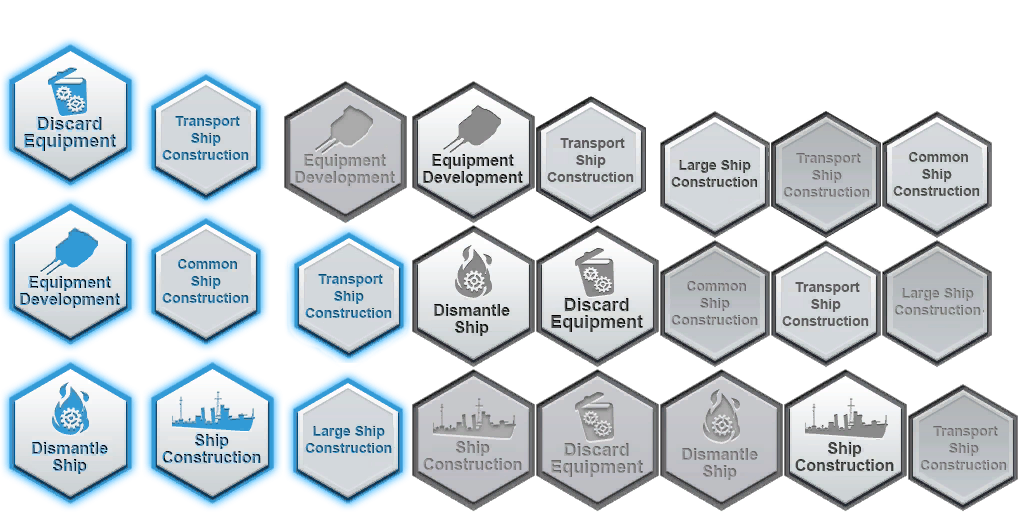 Discard
Equipment
Transport
Ship
Construction
Equipment
Development
Equipment
Development
Transport
Ship
Construction
Large Ship
Construction
Transport
Ship
Construction
Common
Ship
Construction
Equipment
Development
Common
Ship
Construction
Transport
Ship
Construction
Dismantle
Ship
Discard
Equipment
Common
Ship
Construction
Transport
Ship
Construction
Large Ship
Construction
Dismantle
Ship
Ship
Construction
Large Ship
Construction
Ship
Construction
Discard
Equipment
Dismantle
Ship
Ship
Construction
Transport
Ship
Construction